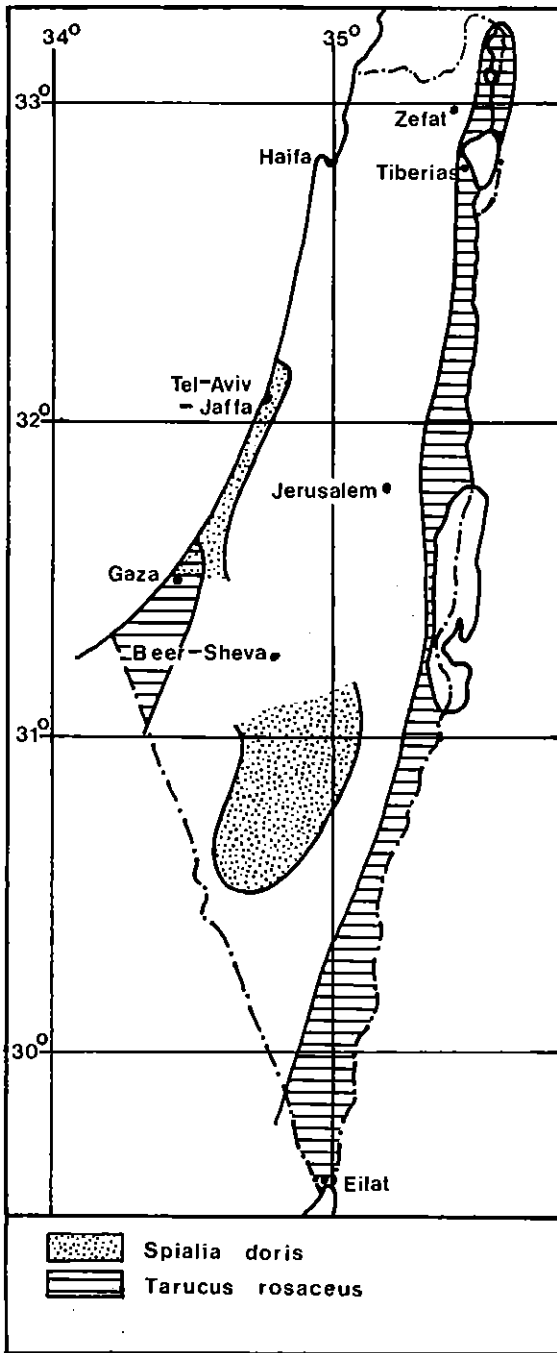 34° 35°
33°
Zefat
Haifa
Tiberias
Tel-Aviv
-Jaffa
32°
Jerusalem
Gaza
Beer-Sheva
31°
30°
Eilat
Spialia doris
Tarucus rosaceus